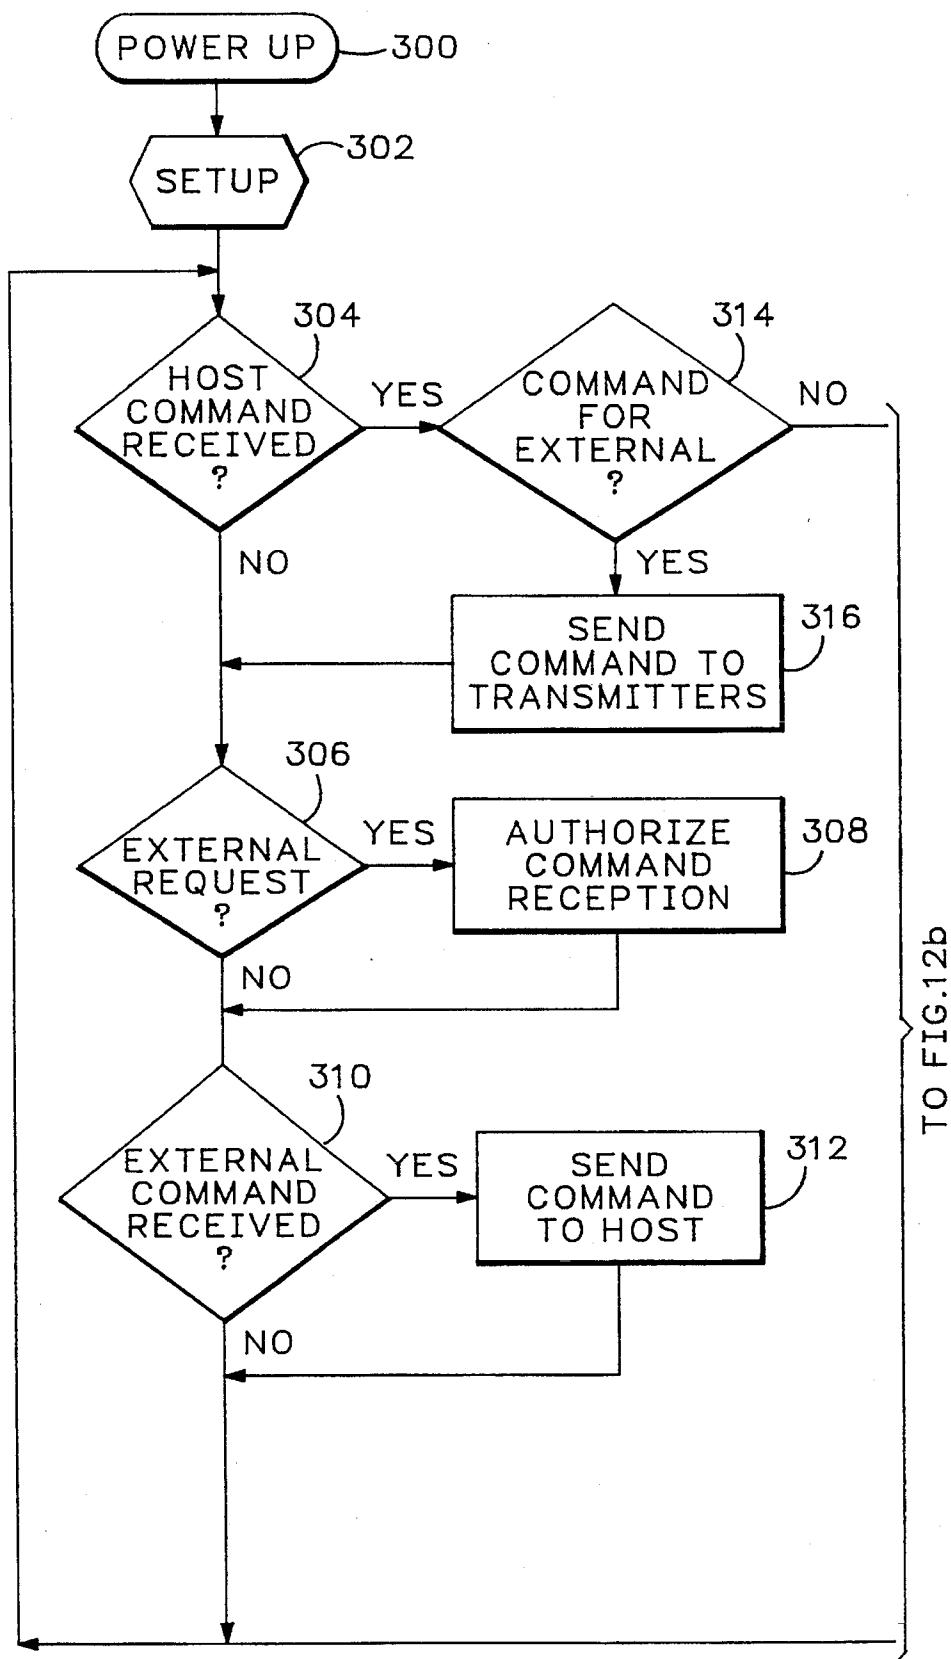 POWER UP
300
SETUP
302
304
HOST
COMMAND
RECEIVED
?
YES
NO
314
COMMAND
FOR
EXTERNAL
?
NO
YES
SEND
COMMAND TO
TRANSMITTERS
316
306
EXTERNAL
REQUEST
?
YES
NO
AUTHORIZE
COMMAND
RECEPTION
308
310
EXTERNAL
COMMAND
RECEIVED
?
YES
NO
SEND
COMMAND
TO HOST
312
TO FIG.12b